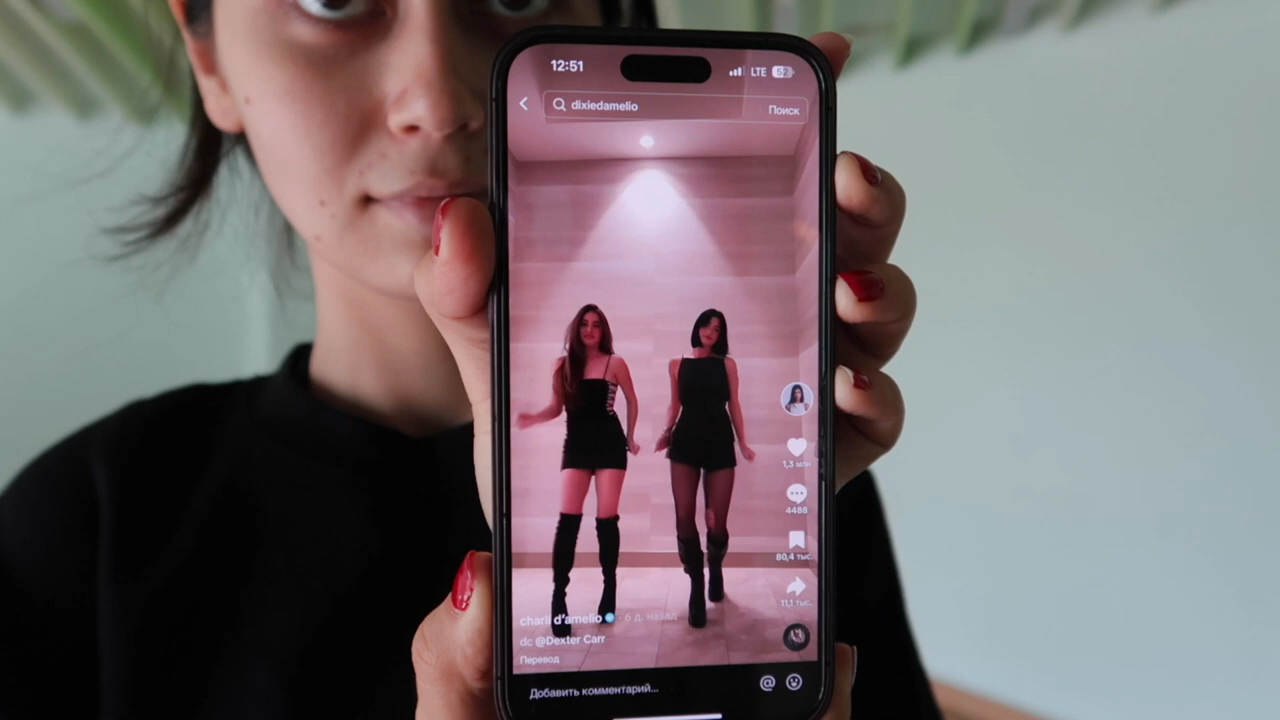 12:51
LTE 52
dixiedamelio
Поиск
1,3 млн
4488
80,4 тыс.
11,1 тыс.
charli d'amelio · 6 д. назад
dc @Dexter Carr
Перевод
Добавить комментарий...
@